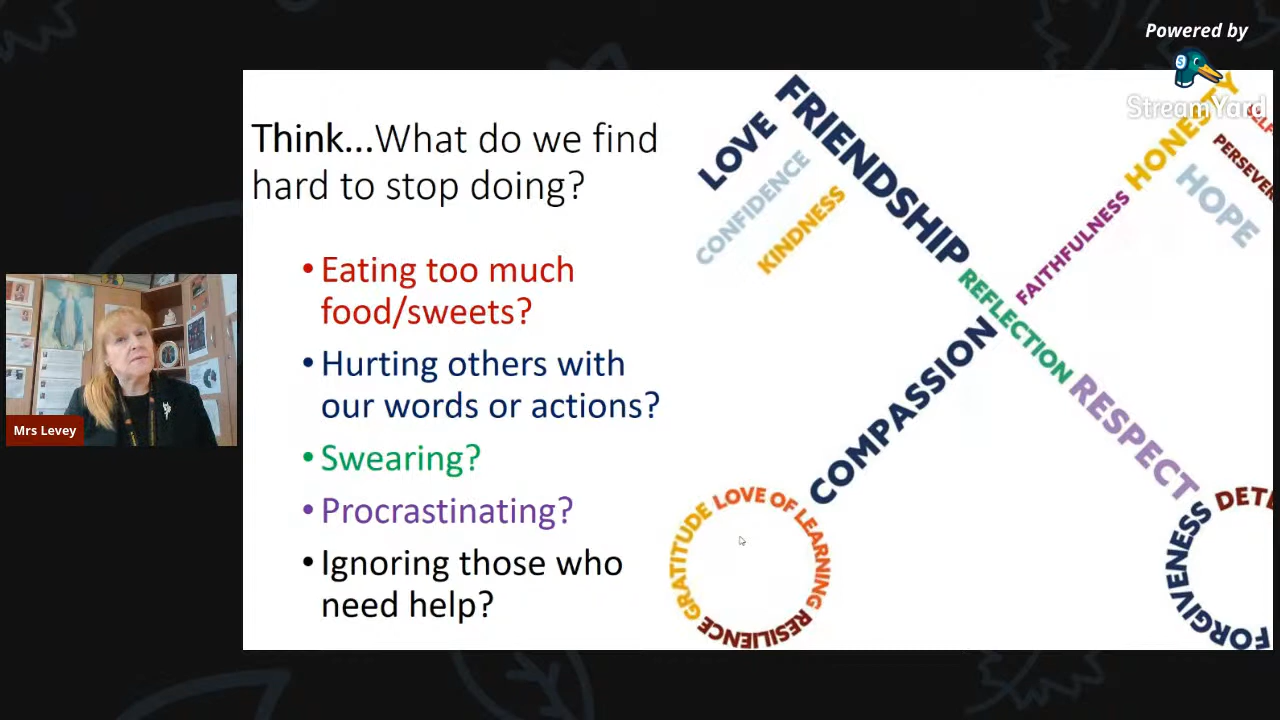 Powered by
StreamYard
Think...What do we find
hard to stop doing?
• Eating too much
food/sweets?
• Hurting others with
our words or actions?
• Swearing?
• Procrastinating?
• Ignoring those who
need help?
LOVE
CONFIDENCE
KINDNESS
FRIENDSHIP
REFLECTION
RESPECT
COMPASSION
FAITHFULNESS
HONESTY
HOPE
GRATITUDE
LOVE OF LEARNING
RESILIENCE
FORGIVENESS
Mrs Levey